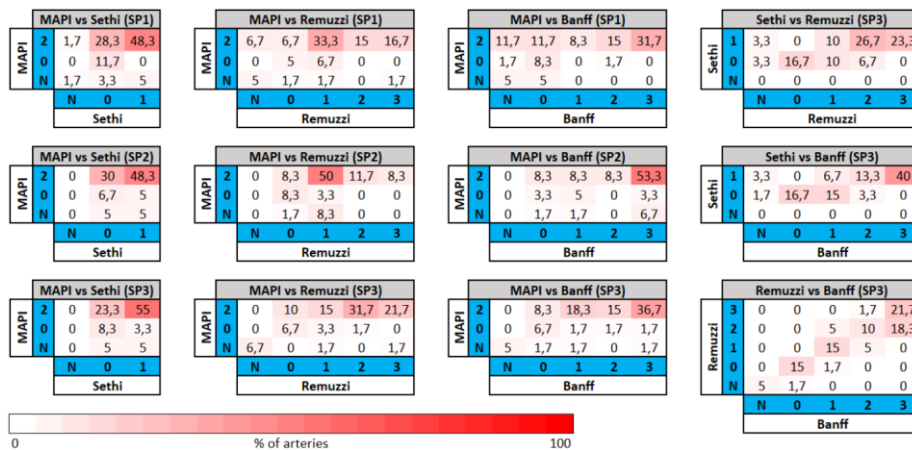 MAPI vs Sethi (SP1) MAPI vs Remuzzi (SP1) MAPI vs Banff (SP1) Sethi vs Remuzzi (SP3)
MAPI 2 1,7 28,3 48,3 MAPI 2 6,7 6,7 33,3 15 16,7 MAPI 2 11,7 11,7 8,3 15 31,7 Sethi 1 3,3 0 10 26,7 23,3
0 0 11,7 0 0 0 5 6,7 0 0 0 1,7 8,3 0 1,7 0 0 3,3 16,7 10 6,7 0
N 1,7 3,3 5 N 5 1,7 1,7 0 1,7 N 5 5 0 0 0 N 0 0 0 0 0
N 0 1 N 0 1 2 3 N 0 1 2 3 N 0 1 2 3
Sethi Remuzzi Banff Remuzzi
MAPI vs Sethi (SP2) MAPI vs Remuzzi (SP2) MAPI vs Banff (SP2) Sethi vs Banff (SP3)
MAPI 2 0 30 48,3 MAPI 2 0 8,3 50 11,7 8,3 MAPI 2 0 8,3 8,3 8,3 53,3 Sethi 1 3,3 0 6,7 13,3 40
0 0 6,7 5 0 0 8,3 3,3 0 0 0 0 3,3 5 0 3,3 0 1,7 16,7 15 3,3 0
N 0 5 5 N 0 1,7 8,3 0 0 N 0 1,7 1,7 0 6,7 N 0 0 0 0 0
N 0 1 N 0 1 2 3 N 0 1 2 3 N 0 1 2 3
Sethi Remuzzi Banff Banff
MAPI vs Sethi (SP3) MAPI vs Remuzzi (SP3) MAPI vs Banff (SP3) Remuzzi vs Banff (SP3)
MAPI 2 0 23,3 55 MAPI 2 0 10 15 31,7 21,7 MAPI 2 0 8,3 18,3 15 36,7 Remuzzi 3 0 0 0 1,7 21,7
0 0 8,3 3,3 0 0 6,7 3,3 1,7 0 0 0 6,7 1,7 1,7 1,7 2 0 0 5 10 18,3
N 0 5 5 N 6,7 0 1,7 0 1,7 N 5 1,7 1,7 0 1,7 1 0 0 15 5 0
N 0 1 N 0 1 2 3 N 0 1 2 3 0 0 15 1,7 0 0
Sethi Remuzzi Banff N 5 1,7 0 0 0
N 0 1 2 3
Banff
0 % of arteries 100